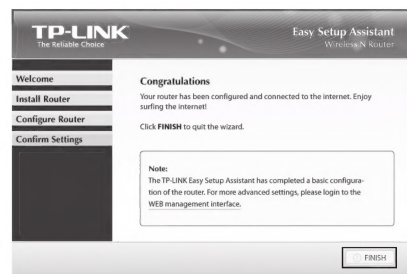 TP-LINK
The Reliable Choice
Easy Setup Assistant
Wireless N Router
Welcome
Install Router
Configure Router
Confirm Settings
Congratulations
Your router has been configured and connected to the internet. Enjoy
surfing the internet!
Click FINISH to quit the wizard.
Note:
The TP-LINK Easy Setup Assistant has completed a basic configura-
tion of the router. For more advanced settings, please login to the
WEB management interface.
FINISH